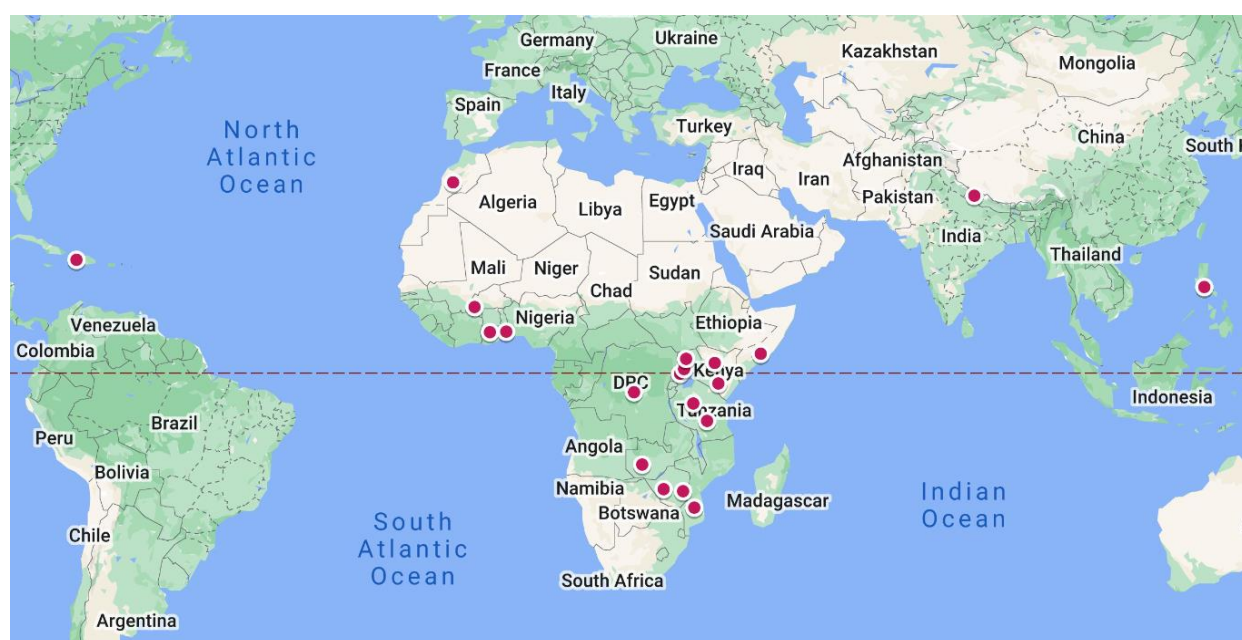 Germany
Ukraine
Kazakhstan
Mongolia
France
Italy
Spain
Turkey
China
South
North
Atlantic
Ocean
Iraq
Iran
Afghanistan
Pakistan
Algeria
Libya
Egypt
Saudi Arabia
India
Thailand
Mali
Niger
Chad
Sudan
Nigeria
Ethiopia
Venezuela
Colombia
Kenya
DRC
Indonesia
Tanzania
Brazil
Peru
Angola
Bolivia
Namibia
Botswana
Madagascar
Indian
Ocean
Chile
South
Atlantic
Ocean
South Africa
Argentina